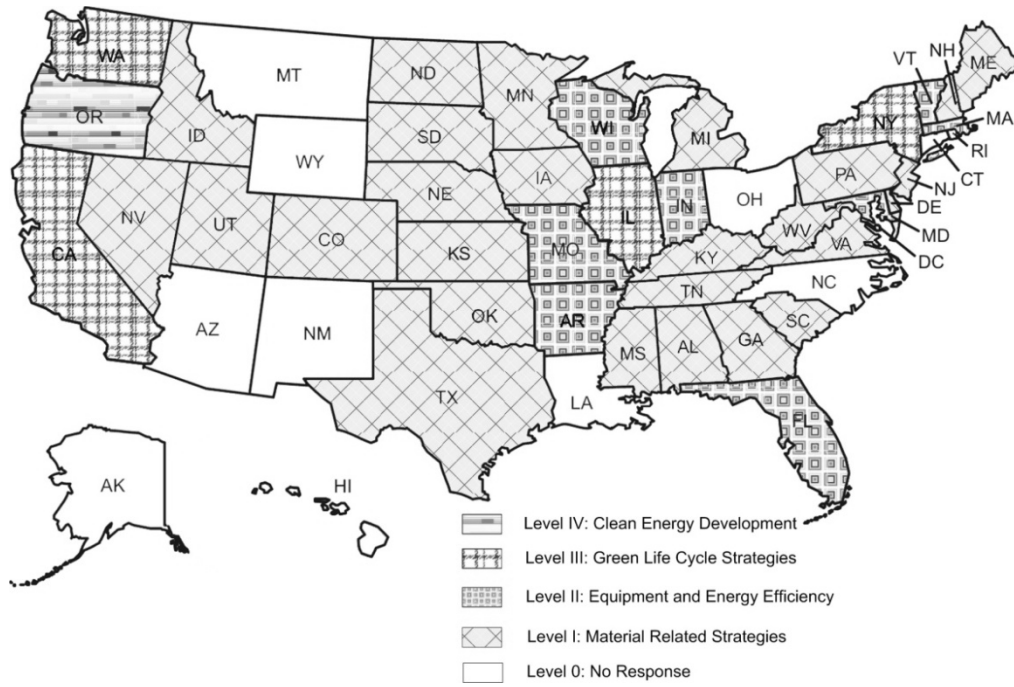 WA
MT
ND
MN
VT
NH
ME
OR
ID
SD
WI
MI
NY
MA
WY
RI
CT
NE
IA
PA
NJ
NV
UT
CO
IL
IN
OH
DE
MD
DC
WV
VA
CA
KS
MO
KY
AZ
NM
OK
AR
TN
NC
SC
MS
AL
GA
TX
LA
FL
AK
HI
Level IV: Clean Energy Development
Level III: Green Life Cycle Strategies
Level II: Equipment and Energy Efficiency
Level I: Material Related Strategies
Level 0: No Response